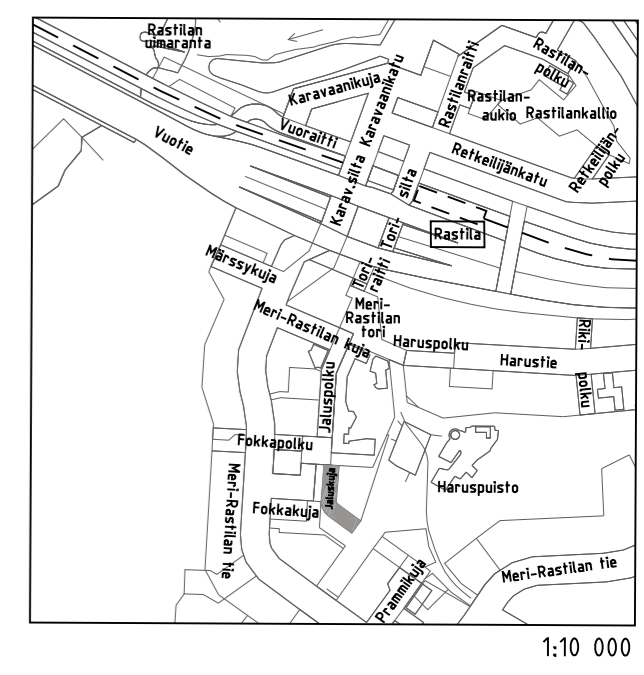 Rastilan
uimaranta
Rastilan-
polku
Karavaanikuja
Karavaanikatu
Rastilanraitti
Rastilan-
aukio
Rastilankallio
Vuotie
Vuoraitti
Retkeilijänkatu
Retkeilijän-
polku
Karav.silta
Tori-
silta
Rastila
Märssykuja
Tori-
raitti
Meri-
Rastilan
tori
Meri-Rastilan kuja
Haruspolku
Harustie
Riki-
polku
Jaluspolku
Fokkapolku
Jaluskuja
Meri-Rastilan tie
Fokkakuja
Haruspuisto
Prammikuja
Meri-Rastilan tie
1:10 000